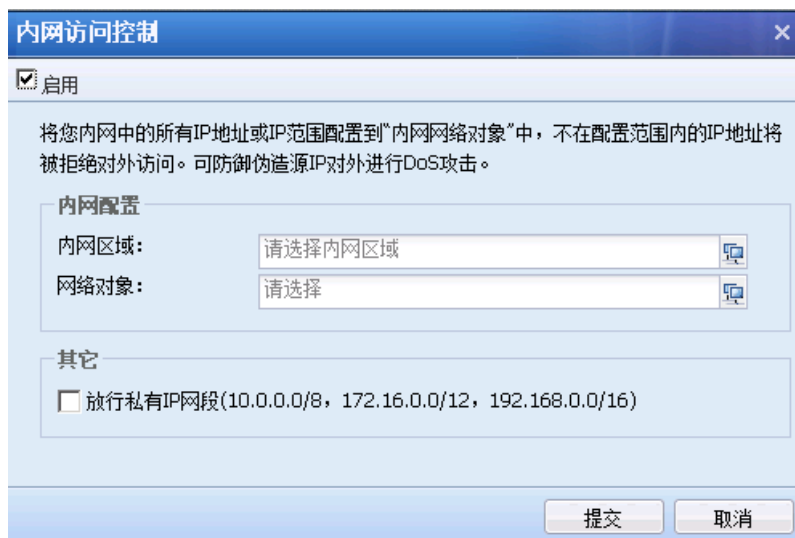 内网访问控制
启用
将您内网中的所有IP地址或IP范围配置到"内网网络对象"中，不在配置范围内的IP地址将
被拒绝对外访问。可防御伪造源IP对外进行DoS攻击。
内网配置
内网区域：
请选择内网区域
网络对象：
请选择
其它
放行私有IP网段(10.0.0.0/8，172.16.0.0/12，192.168.0.0/16)
提交
取消